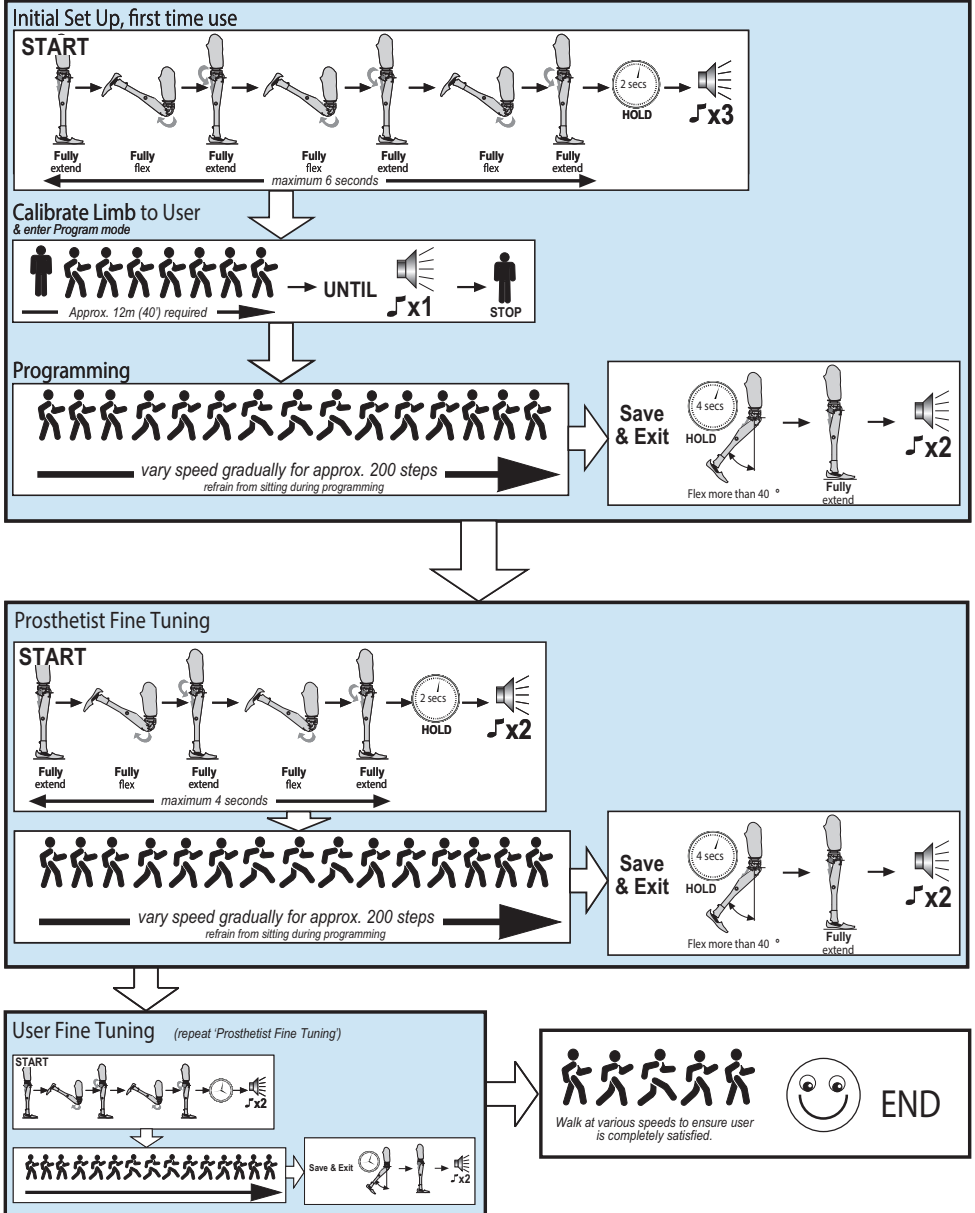 Initial Set Up, first time use
START
2 secs
HOLD
♫x3
Fully extend
Fully flex
Fully extend
Fully flex
Fully extend
Fully flex
Fully extend
maximum 6 seconds
Calibrate Limb to User
& enter Program mode
UNTIL
♫x1
STOP
Approx. 12m (40') required
Programming
vary speed gradually for approx. 200 steps
refrain from sitting during programming
Save
& Exit
4 secs
HOLD
♫x2
Flex more than 40 °
Fully
extend
Prosthetist Fine Tuning
START
2 secs
HOLD
♫x2
Fully extend
Fully flex
Fully extend
Fully flex
Fully extend
maximum 4 seconds
vary speed gradually for approx. 200 steps
refrain from sitting during programming
Save
& Exit
4 secs
HOLD
♫x2
Flex more than 40 °
Fully
extend
User Fine Tuning (repeat 'Prosthetist Fine Tuning')
START
♫x2
Save & Exit
♫x2
Walk at various speeds to ensure user
is completely satisfied.
END